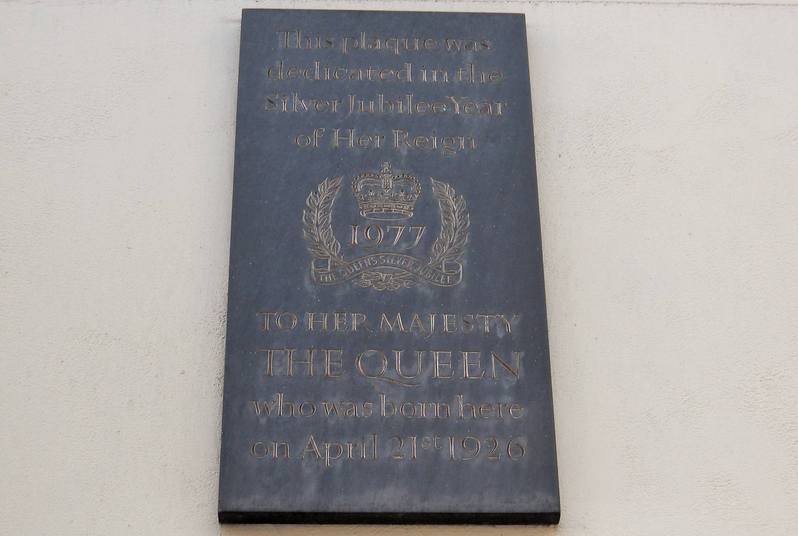 This plaque was
dedicated in the
Silver Jubilee Year
of Her Reign
1977
THE QUEENS SILVER JUBILEE
TO HER MAJESTY
THE QUEEN
who was born here
on April 21st 1926